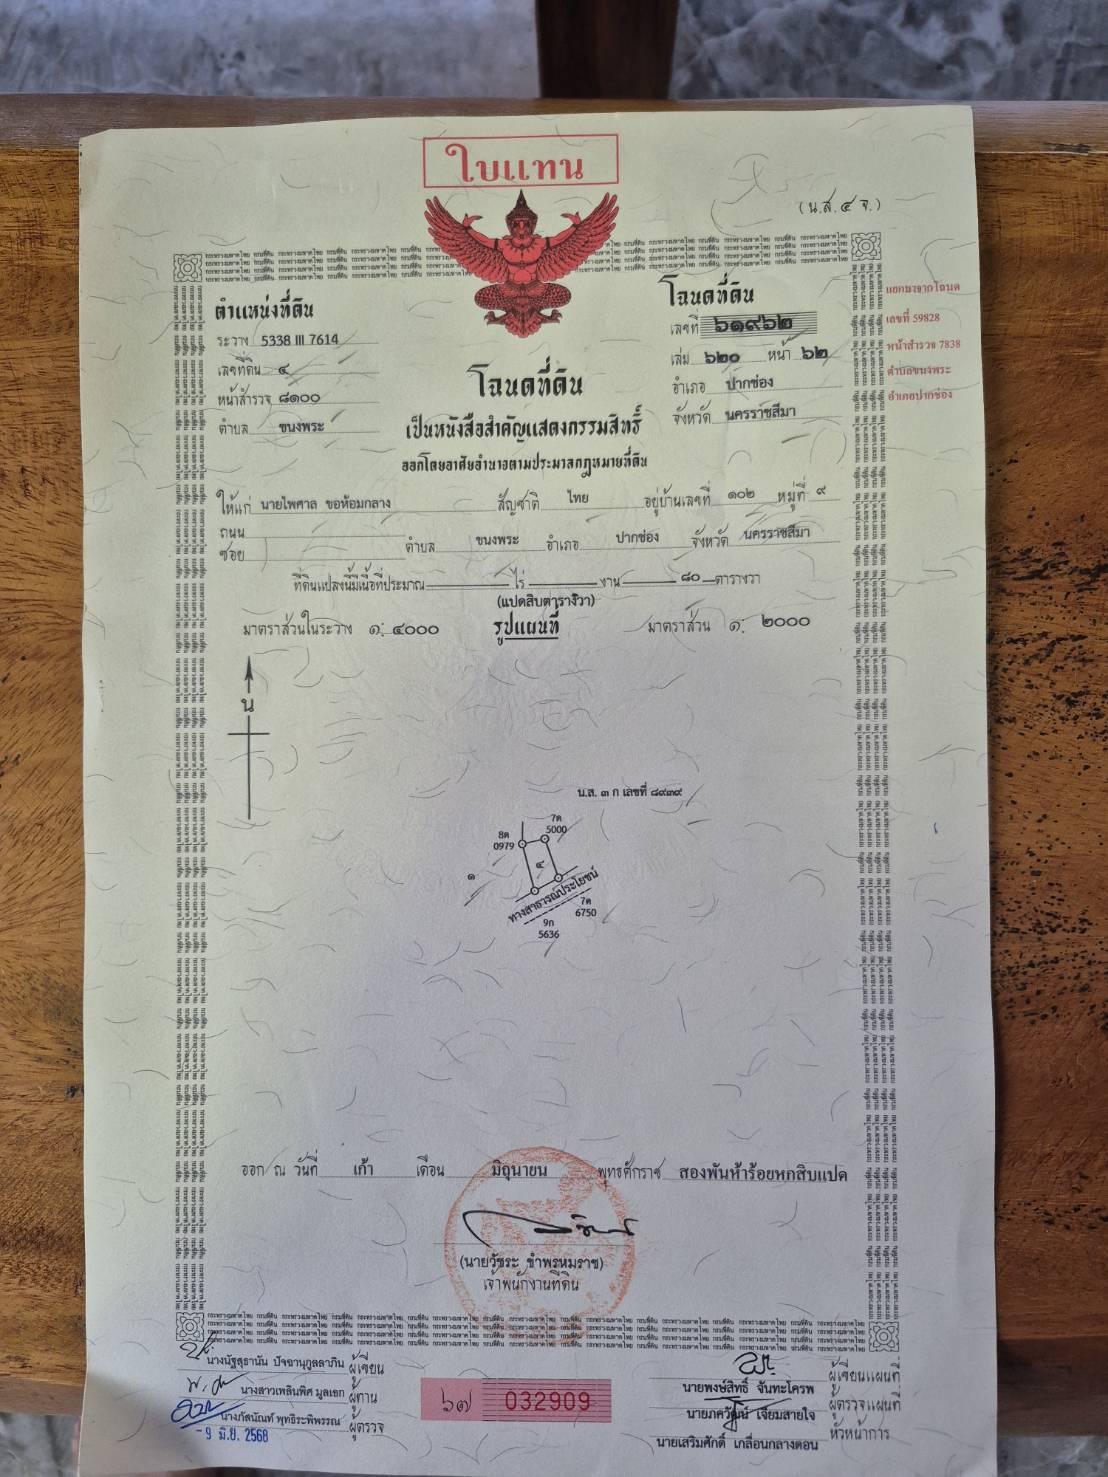 ใบแทน
(น.ส.๔ จ.)
ตำแหน่งที่ดิน
ระวาง 5338 III 7614
เลขที่ดิน ๔
หน้าสำรวจ ๘๑๐๐
ตำบล ขนงพระ
โฉนดที่ดิน
เลขที่ ๖๑๙๖๒
เล่ม ๖๒๐ หน้า ๖๒
อำเภอ ปากช่อง
จังหวัด นครราชสีมา
แยกมาจากโฉนด
เลขที่ 59828
หน้าสำรวจ 7838
ตำบลขนงพระ
อำเภอปากช่อง
โฉนดที่ดิน
เป็นหนังสือสำคัญแสดงกรรมสิทธิ์
ออกโดยอาศัยอำนาจตามประมวลกฎหมายที่ดิน
ให้แก่ นายไพศาล ขอห้อมกลาง สัญชาติ ไทย อยู่บ้านเลขที่ ๑๐๒ หมู่ที่ ๙
ถนน
ซอย ตำบล ขนงพระ อำเภอ ปากช่อง จังหวัด นครราชสีมา
ที่ดินแปลงนี้มีเนื้อที่ประมาณ ไร่ งาน ๘๐ ตารางวา
(แปดสิบตารางวา)
มาตราส่วนในระวาง ๑: ๔๐๐๐ รูปแผนที่ มาตราส่วน ๑: ๒๐๐๐
น
น.ส. ๓ ก เลขที่ ๘๙๓๙
7ด
5000
8ด
0979
๔
๑
ทางสาธารณประโยชน์
7ด
6750
9ก
5636
ออก ณ วันที่ เก้า เดือน มิถุนายน พุทธศักราช สองพันห้าร้อยหกสิบแปด
(นายวัชระ ขำพรหมราช)
เจ้าพนักงานที่ดิน
นางนัฐสุธานัน ปัจฉานุกูลลาภิน ผู้เขียน
นางสาวเพลินพิศ มูลเชก ผู้ทาน
นางภัสนัณท์ พุทธิระพิพรรณ ผู้ตรวจ
- 9 มิ.ย. 2568
๖๗ 032909
นายพงษ์สิทธิ์ จันทะโครพ ผู้เขียนแผนที่
นายภควัฒน์ เจียมสายใจ ผู้ตรวจแผนที่
นายเสริมศักดิ์ เกลื่อนกลางดอน หัวหน้าการ